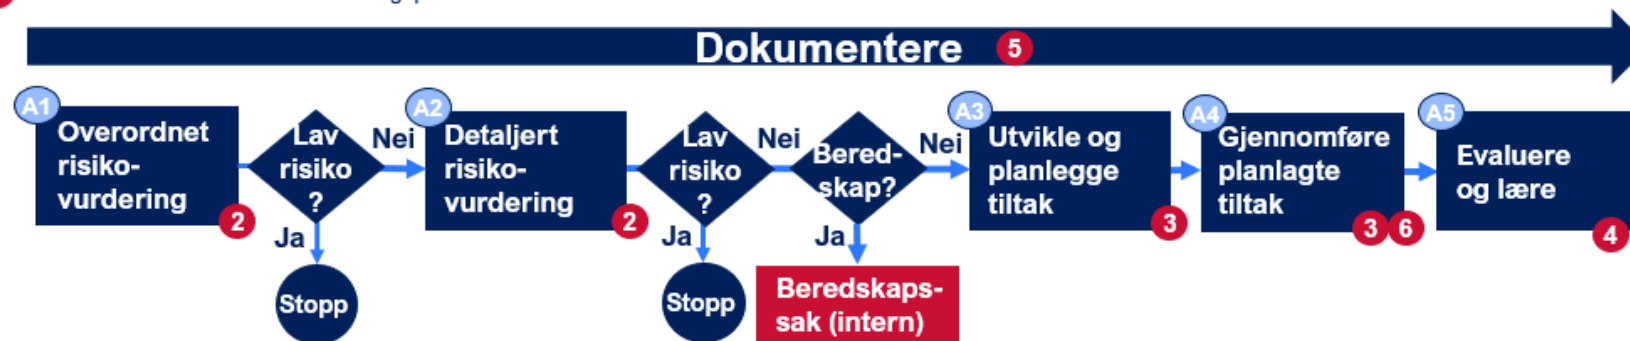 Dokumentere 5
A1
Overordnet
risiko-
vurdering
2
Lav
risiko
?
Nei
Ja
Stopp
A2
Detaljert
risiko-
vurdering
2
Lav
risiko
?
Nei
Ja
Stopp
Bered-
skap?
Nei
Ja
Beredskaps-
sak (intern)
A3
Utvikle og
planlegge
tiltak
3
A4
Gjennomføre
planlagte
tiltak
3 6
A5
Evaluere
og lære
4